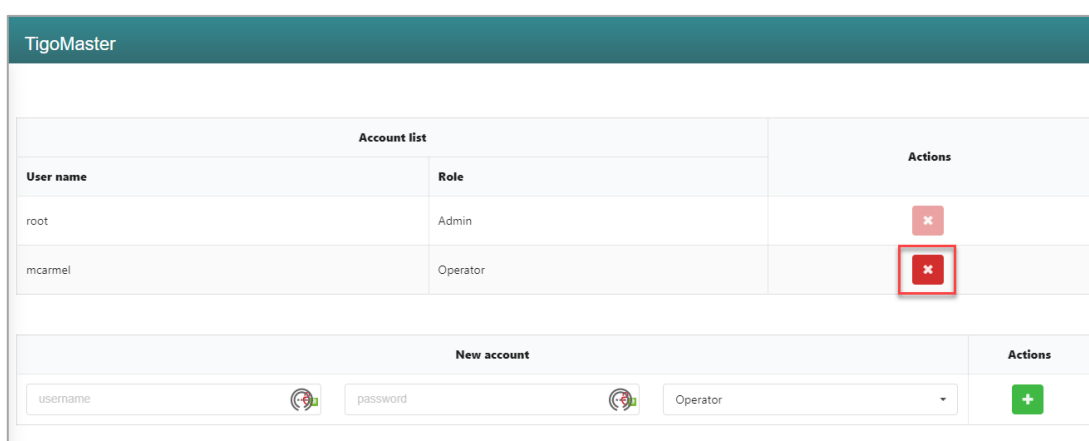 TigoMaster
Account list
Actions
User name Role
root Admin
mcarmel Operator
New account Actions
username password Operator